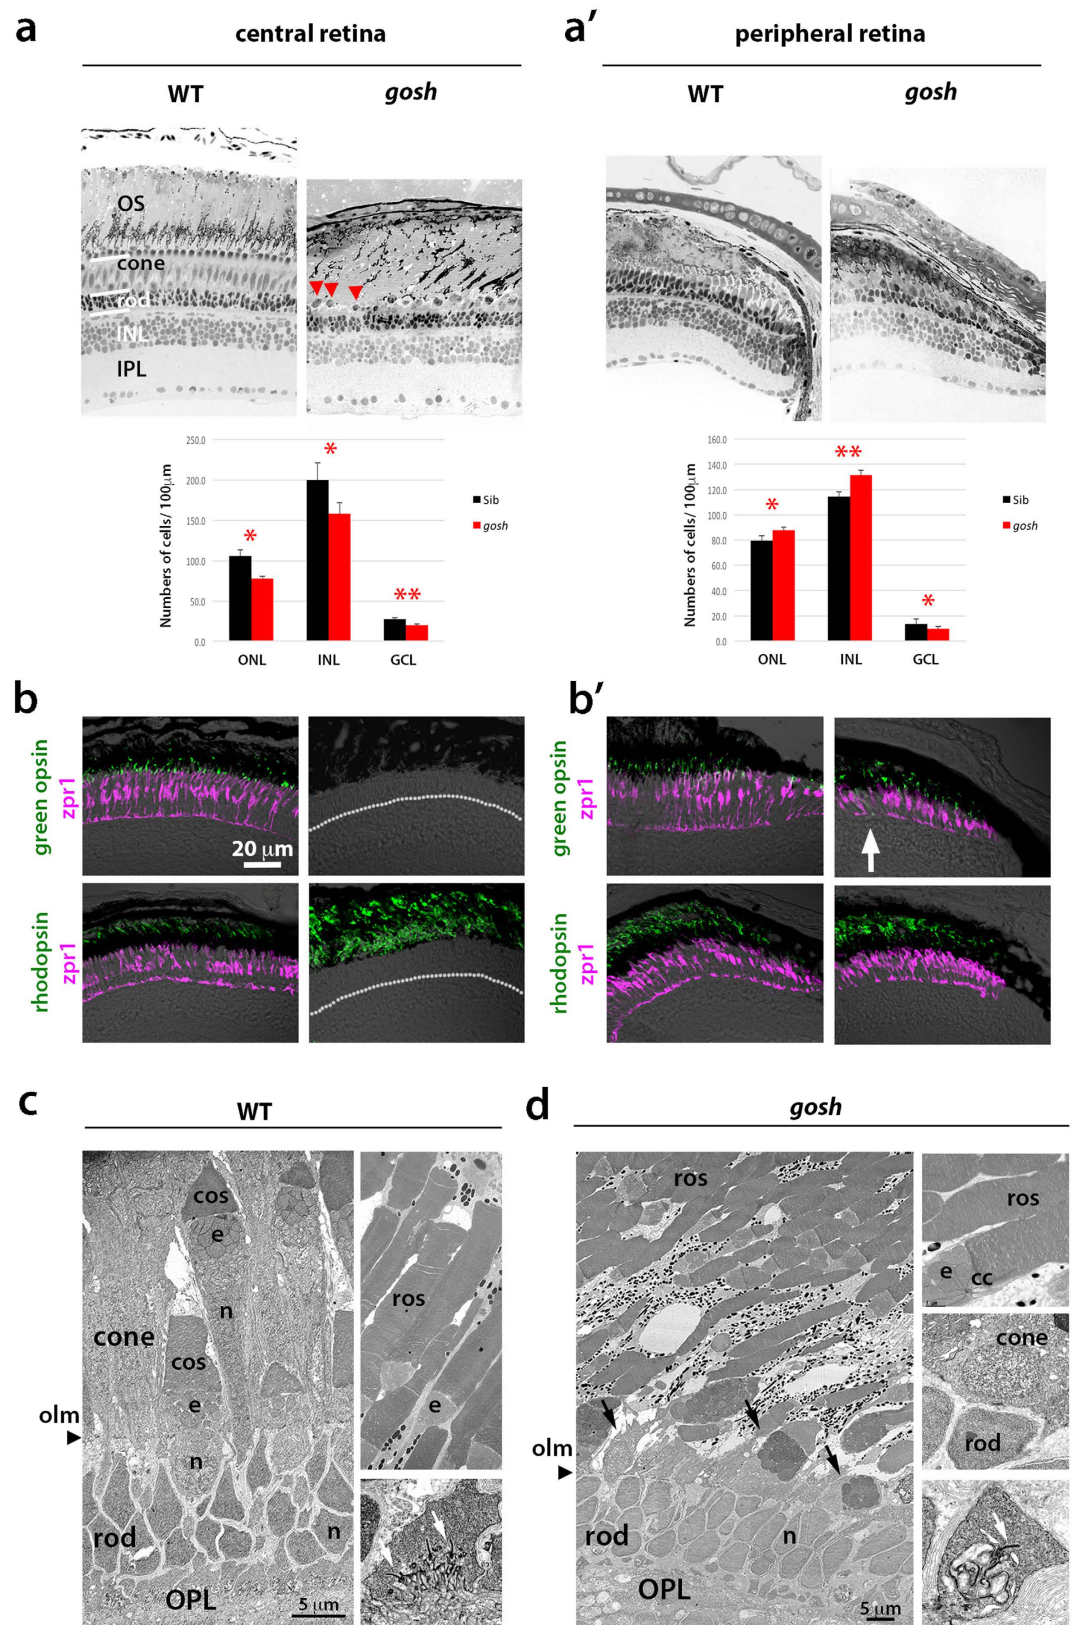 a
central retina
WT
gosh
OS
cone
rod
INL
IPL
Numbers of cells/ 100μm
250.0
200.0
150.0
100.0
50.0
0.0
*
*
**
ONL
INL
GCL
Sib
gosh
a′
peripheral retina
WT
gosh
Numbers of cells/ 100μm
160.0
140.0
120.0
100.0
80.0
60.0
40.0
20.0
0.0
*
**
*
ONL
INL
GCL
Sib
gosh
b
green opsin
zpr1
20 μm
rhodopsin
zpr1
b′
green opsin
zpr1
rhodopsin
zpr1
c
WT
cos
e
n
cone
cos
e
olm
n
rod
n
OPL
5 μm
ros
e
d
gosh
ros
olm
rod
n
OPL
5 μm
ros
e
cc
cone
rod